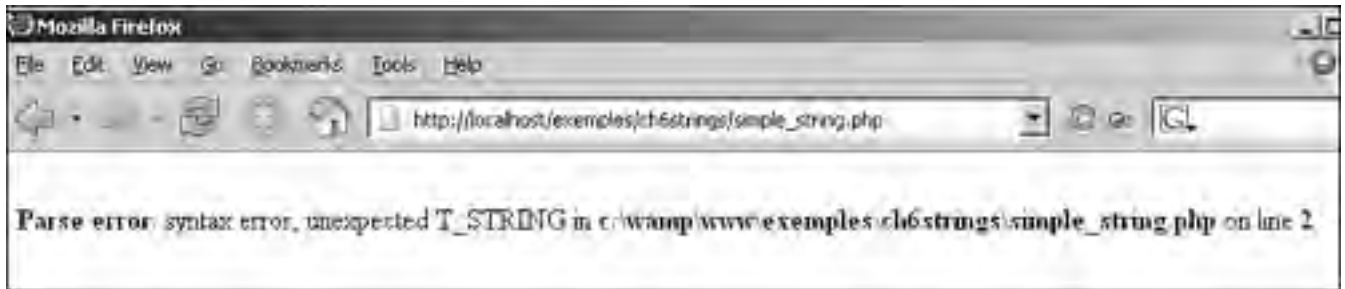 Mozilla Firefox
File Edit View Go Bookmarks Tools Help
http://localhost/exemples/ch6strings/simple_string.php Go G
Parse error: syntax error, unexpected T_STRING in c:\wamp\www\exemples\ch6strings\simple_string.php on line 2